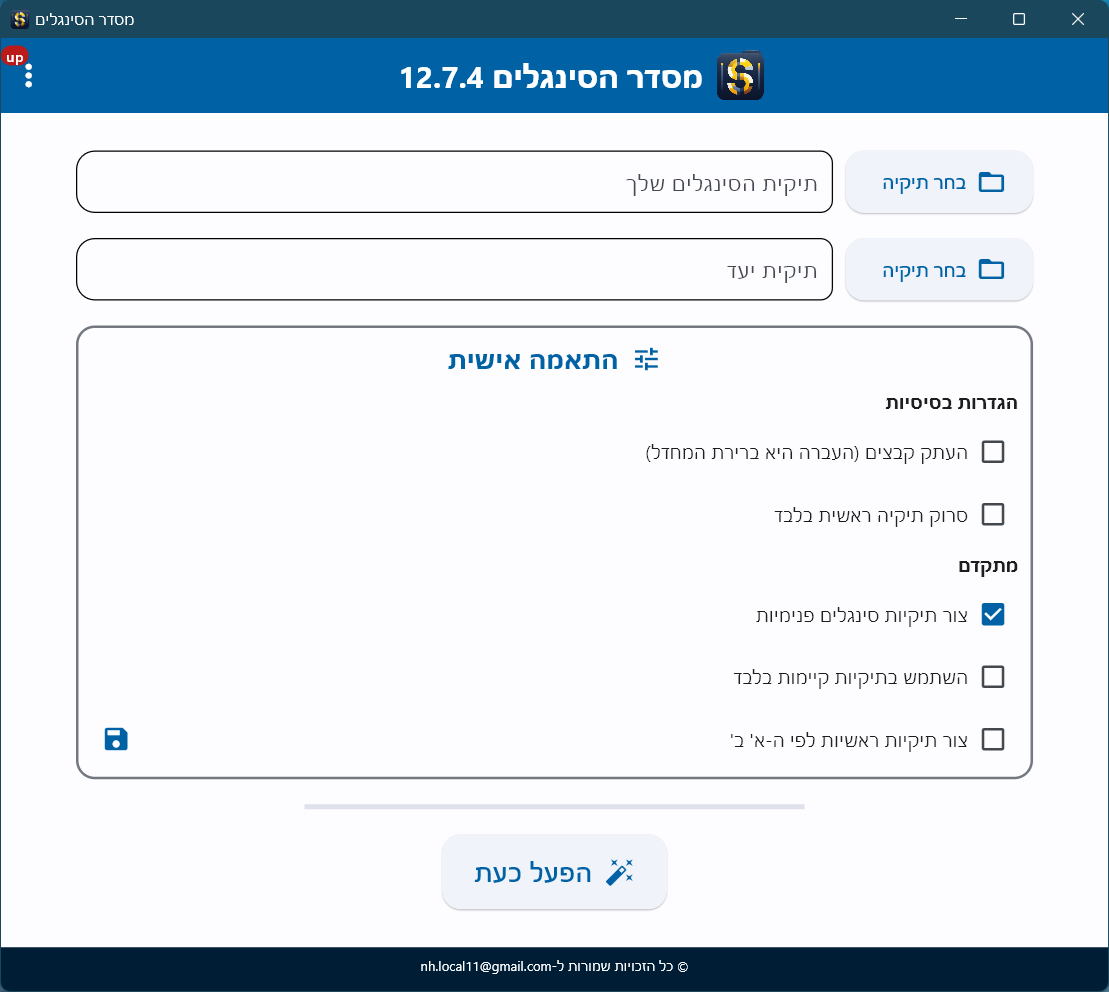 מסדר הסינגלים
up
מסדר הסינגלים 12.7.4
בחר תיקיה
תיקית הסינגלים שלך
בחר תיקיה
תיקית יעד
התאמה אישית
הגדרות בסיסיות
העתק קבצים (העברה היא ברירת המחדל)
סרוק תיקיה ראשית בלבד
מתקדם
צור תיקיות סינגלים פנימיות
השתמש בתיקיות קיימות בלבד
צור תיקיות ראשיות לפי ה-א' ב'
הפעל כעת
© כל הזכויות שמורות ל-nh.local11@gmail.com